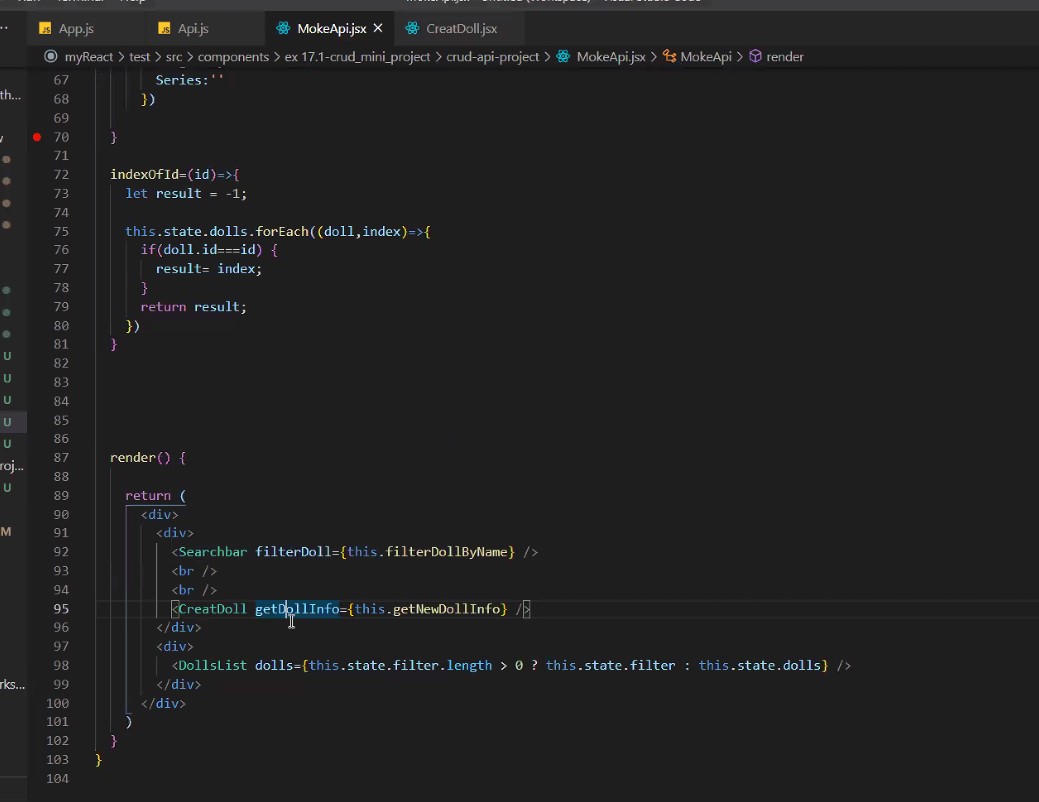 App.js Api.js MokeApi.jsx CreatDoll.jsx
myReact > test > src > components > ex 17.1-crud_mini_project > crud-api-project > MokeApi.jsx > MokeApi > render
67 Series:''
68 })
69
70 }
71
72 indexOfId=(id)=>{
73 let result = -1;
74
75 this.state.dolls.forEach((doll,index)=>{
76 if(doll.id===id) {
77 result= index;
78 }
79 return result;
80 })
81 }
82
83
84
85
86
87 render() {
88
89 return (
90 <div>
91 <div>
92 <Searchbar filterDoll={this.filterDollByName} />
93 <br />
94 <br />
95 <CreatDoll getDollInfo={this.getNewDollInfo} />
96 </div>
97 <div>
98 <DollsList dolls={this.state.filter.length > 0 ? this.state.filter : this.state.dolls} />
99 </div>
100 </div>
101 )
102 }
103 }
104
th...
U
U
U
U
U
roj...
U
M
rks...